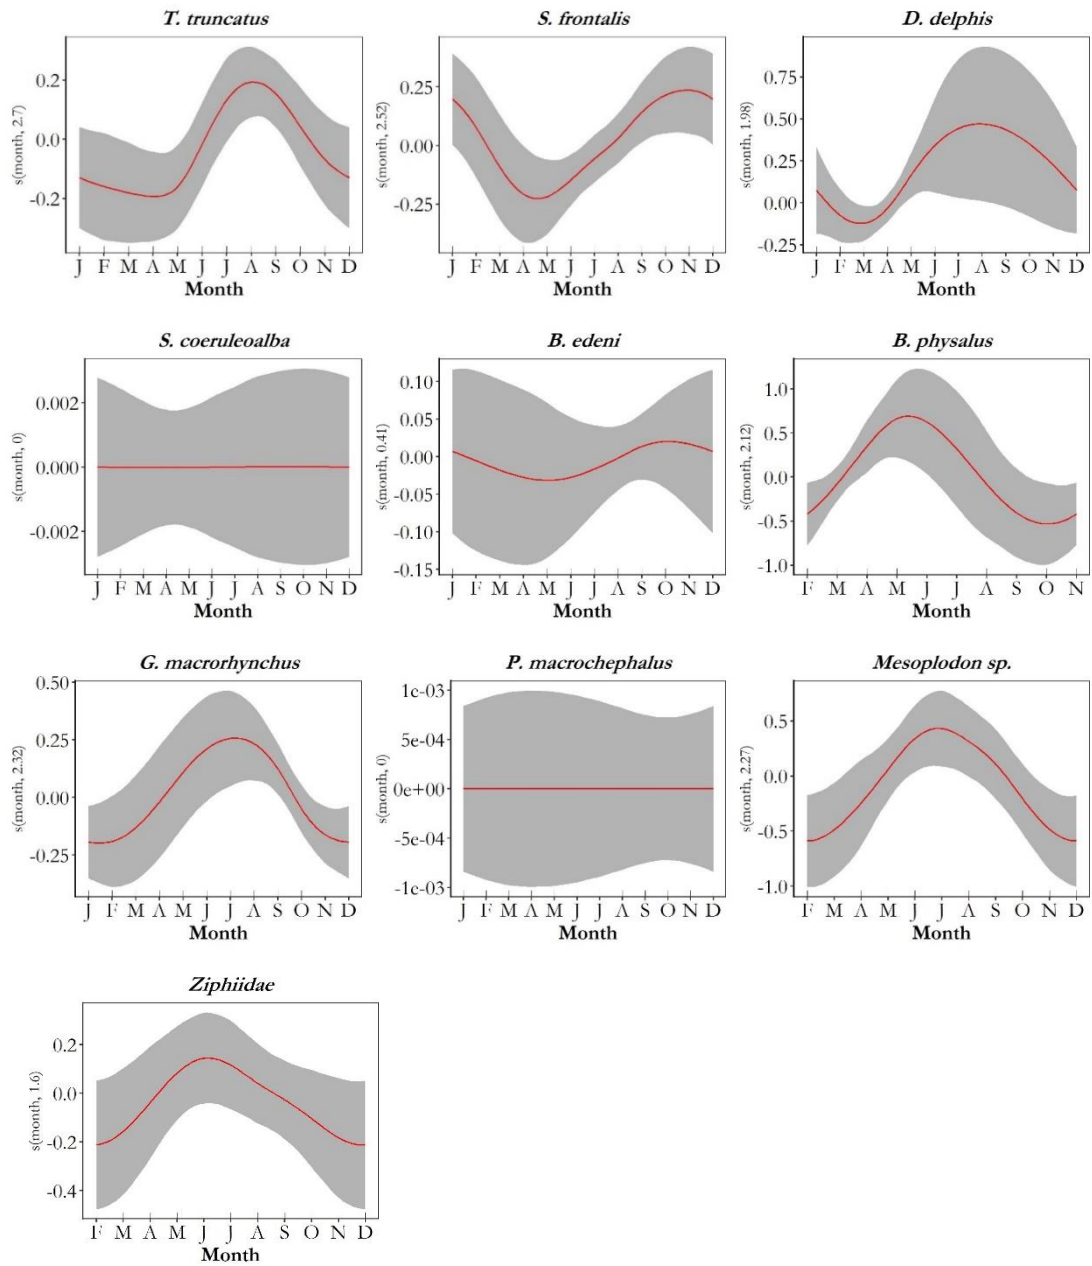 T. truncatus
S. frontalis
D. delphis
s(month, 2.7)
0.2
0.0
-0.2
J F M A M J J A S O N D
Month
s(month, 2.52)
0.25
0.00
-0.25
J F M A M J J A S O N D
Month
s(month, 1.98)
0.75
0.50
0.25
0.00
-0.25
J F M A M J J A S O N D
Month
S. coeruleoalba
B. edeni
B. physalus
s(month, 0)
0.002
0.000
-0.002
J F M A M J J A S O N D
Month
s(month, 0.41)
0.10
0.05
0.00
-0.05
-0.10
-0.15
J F M A M J J A S O N D
Month
s(month, 2.12)
1.0
0.5
0.0
-0.5
-1.0
F M A M J J A S O N
Month
G. macrorhynchus
P. macrochephalus
Mesoplodon sp.
s(month, 2.32)
0.50
0.25
0.00
-0.25
J F M A M J J A S O N D
Month
s(month, 0)
1e-03
5e-04
0e+00
-5e-04
-1e-03
J F M A M J J A S O N D
Month
s(month, 2.27)
0.5
0.0
-0.5
-1.0
F M A M J J A S O N D
Month
Ziphiidae
s(month, 1.6)
0.2
0.0
-0.2
-0.4
F M A M J J A S O N D
Month